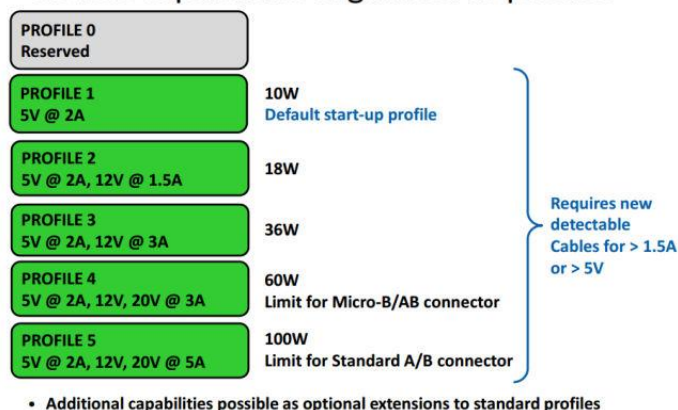 PROFILE 0
Reserved
PROFILE 1
5V @ 2A
10W
Default start-up profile
PROFILE 2
5V @ 2A, 12V @ 1.5A
18W
PROFILE 3
5V @ 2A, 12V @ 3A
36W
PROFILE 4
5V @ 2A, 12V, 20V @ 3A
60W
Limit for Micro-B/AB connector
PROFILE 5
5V @ 2A, 12V, 20V @ 5A
100W
Limit for Standard A/B connector
Requires new
detectable
Cables for > 1.5A
or > 5V
• Additional capabilities possible as optional extensions to standard profiles